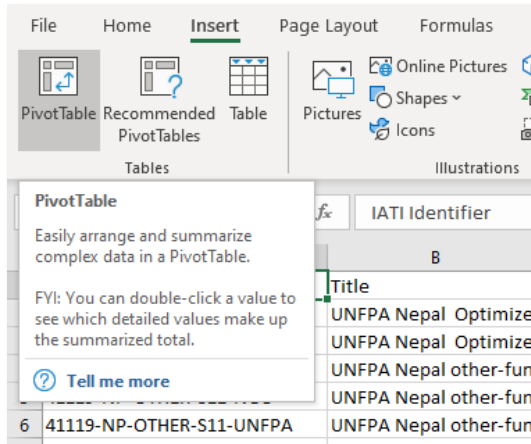 File Home Insert Page Layout Formulas
PivotTable Recommended PivotTables Table Pictures Online Pictures
Shapes
Icons
Tables Illustrations
PivotTable
Easily arrange and summarize
complex data in a PivotTable.
FYI: You can double-click a value to
see which detailed values make up
the summarized total.
Tell me more
fx IATI Identifier
B
Title
UNFPA Nepal Optimize
UNFPA Nepal Optimize
UNFPA Nepal other-fun
UNFPA Nepal other-fun
6 41119-NP-OTHER-S11-UNFPA UNFPA Nepal other-fun